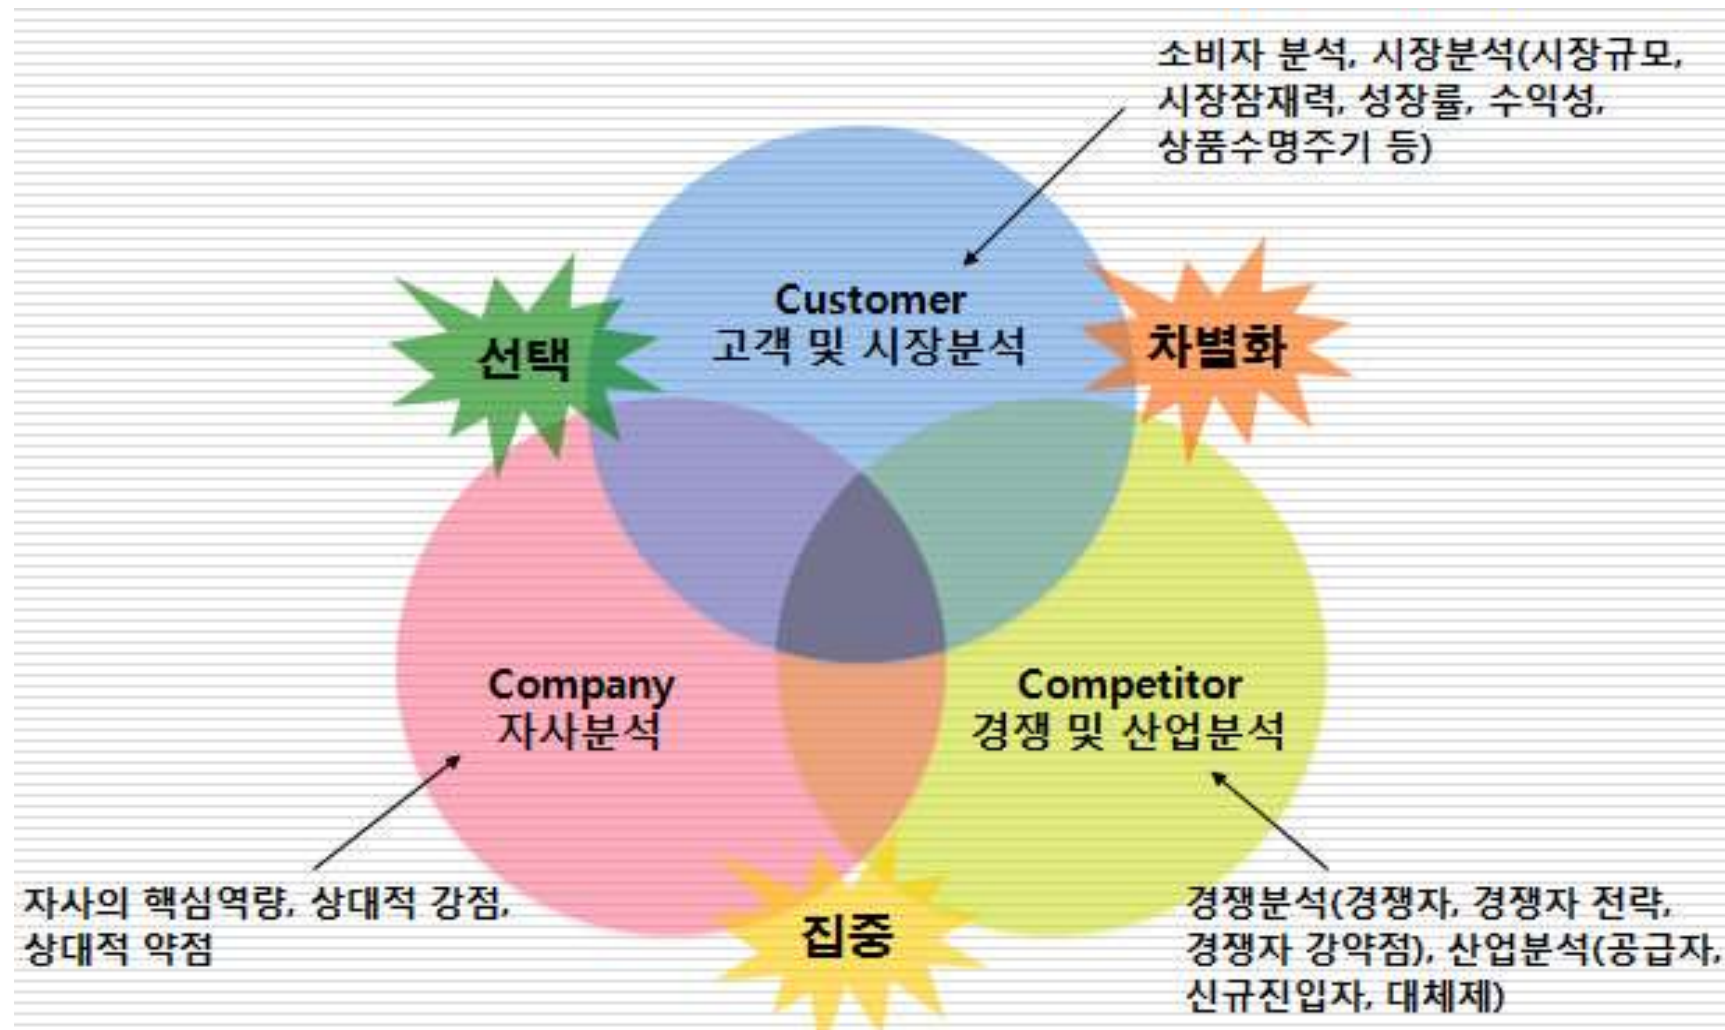 소비자 분석, 시장분석(시장규모,
시장잠재력, 성장률, 수익성,
상품수명주기 등)
Customer
고객 및 시장분석
선택
차별화
Company
자사분석
Competitor
경쟁 및 산업분석
자사의 핵심역량, 상대적 강점,
상대적 약점
집중
경쟁분석(경쟁자, 경쟁자 전략,
경쟁자 강약점), 산업분석(공급자,
신규진입자, 대체제)